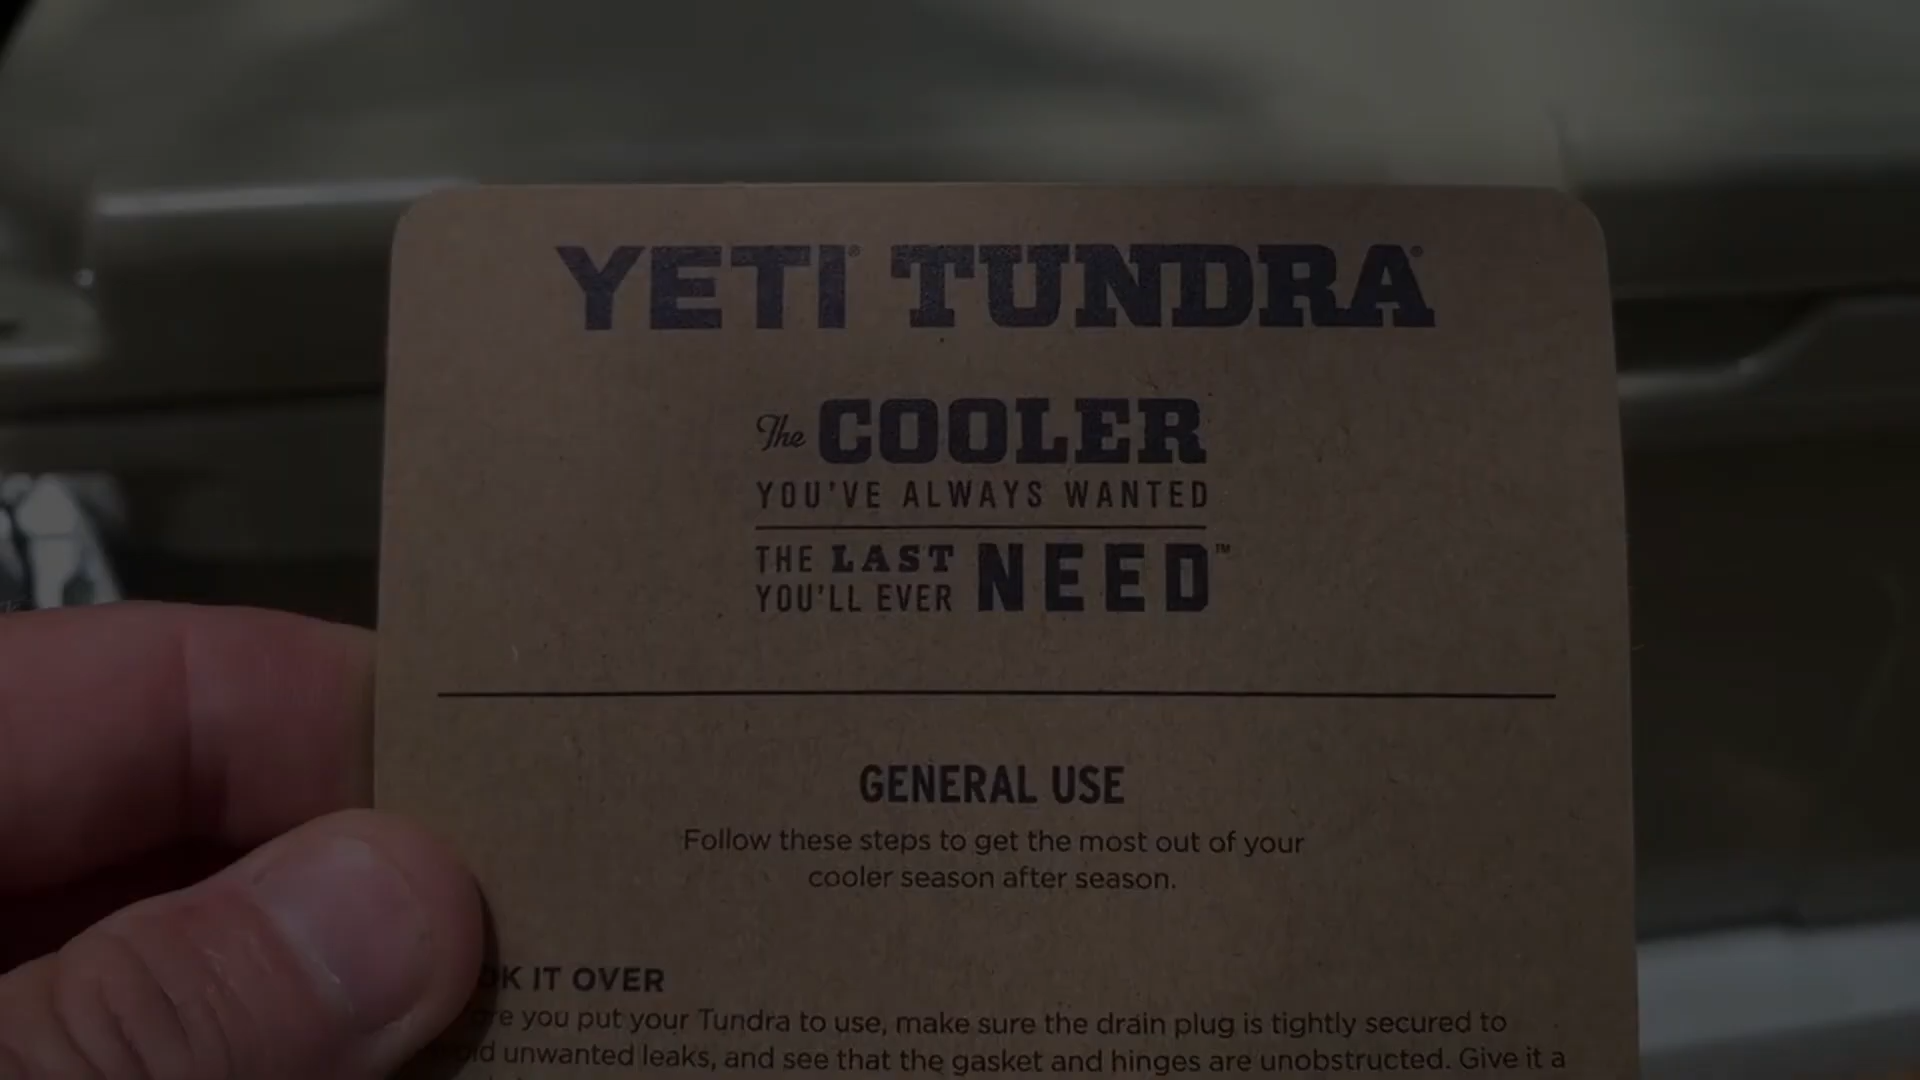 YETI® TUNDRA®
The COOLER
YOU'VE ALWAYS WANTED
THE LAST
YOU'LL EVER NEED™
GENERAL USE
Follow these steps to get the most out of your
cooler season after season.
IT OVER
you put your Tundra to use, make sure the drain plug is tightly secured to
unwanted leaks, and see that the gasket and hinges are unobstructed. Give it a